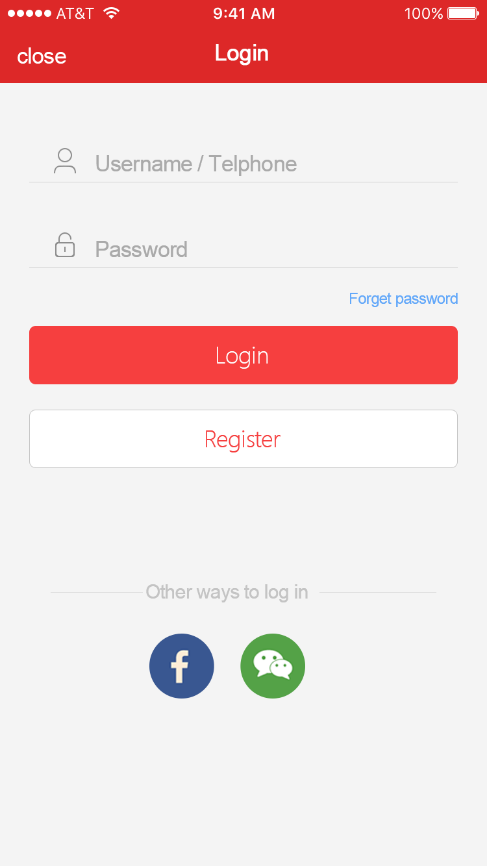 AT&T 9:41 AM 100%
close Login
Username / Telphone
Password
Forget password
Login
Register
Other ways to log in
f